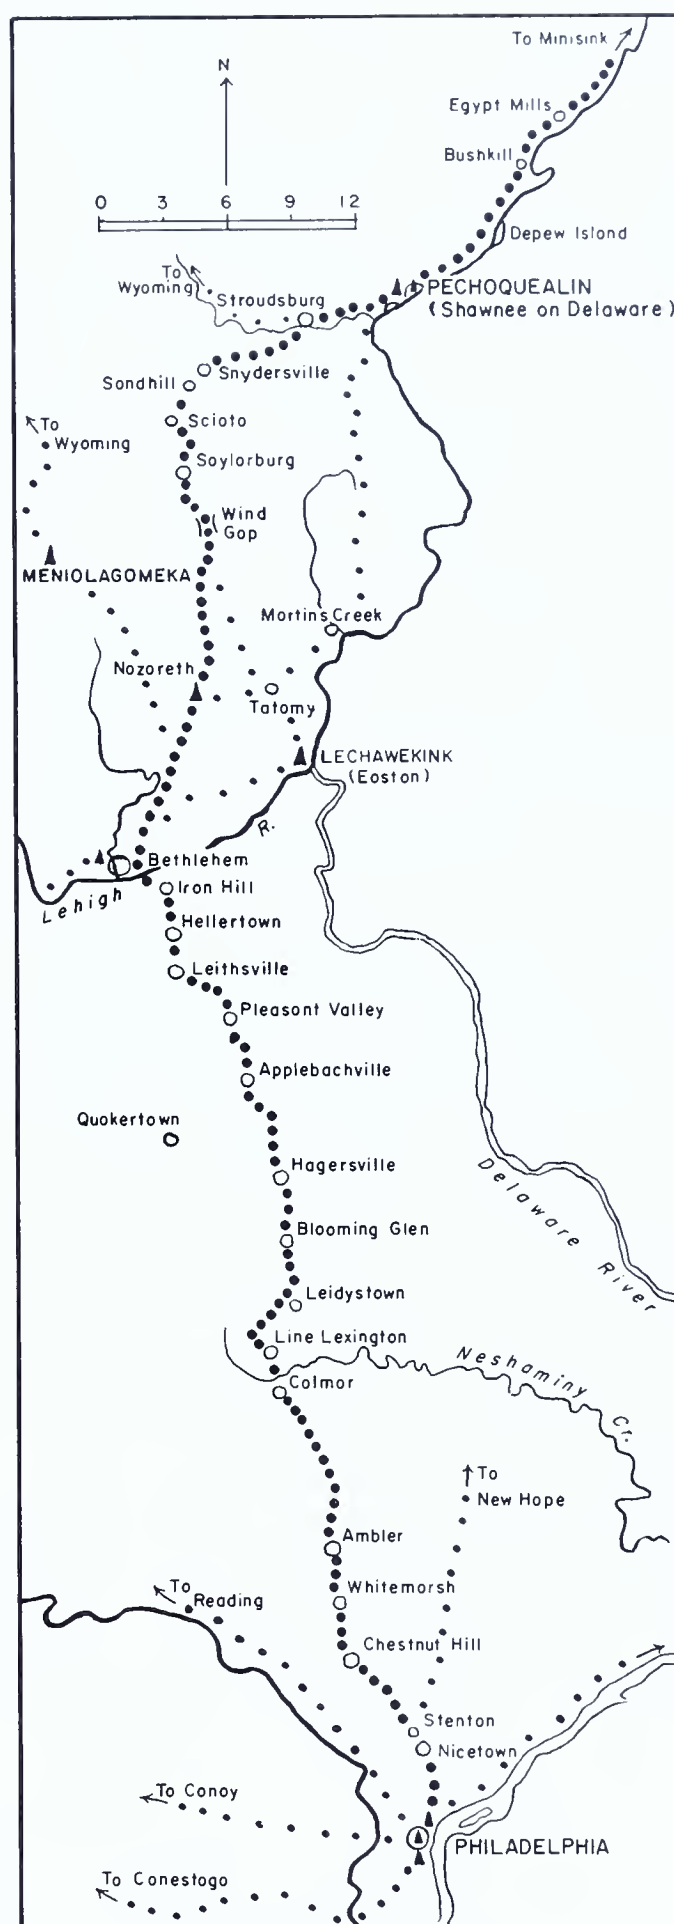 To Minisink
N
Egypt Mills
Bushkill
0 3 6 9 12
Depew Island
To
Wyoming
Stroudsburg
PECHOQUEALIN
(Shawnee on Delaware)
Snydersville
Sondhill
To
Wyoming
Scioto
Soylorburg
Wind
Gop
MENIOLAGOMEKA
Mortins Creek
Nozoreth
Totomy
LECHAWEKINK
(Eoston)
R.
Bethlehem
Lehigh
Iron Hill
Hellertown
Leithsville
Pleasant Valley
Applebachville
Quokertown
Hagersville
Delaware River
Blooming Glen
Leidystown
Line Lexington
Neshaminy Cr.
Colmor
To
New Hope
Ambler
To
Reading
Whitemorsh
Chestnut Hill
Stenton
Nicetown
To Conoy
PHILADELPHIA
To Conestogo